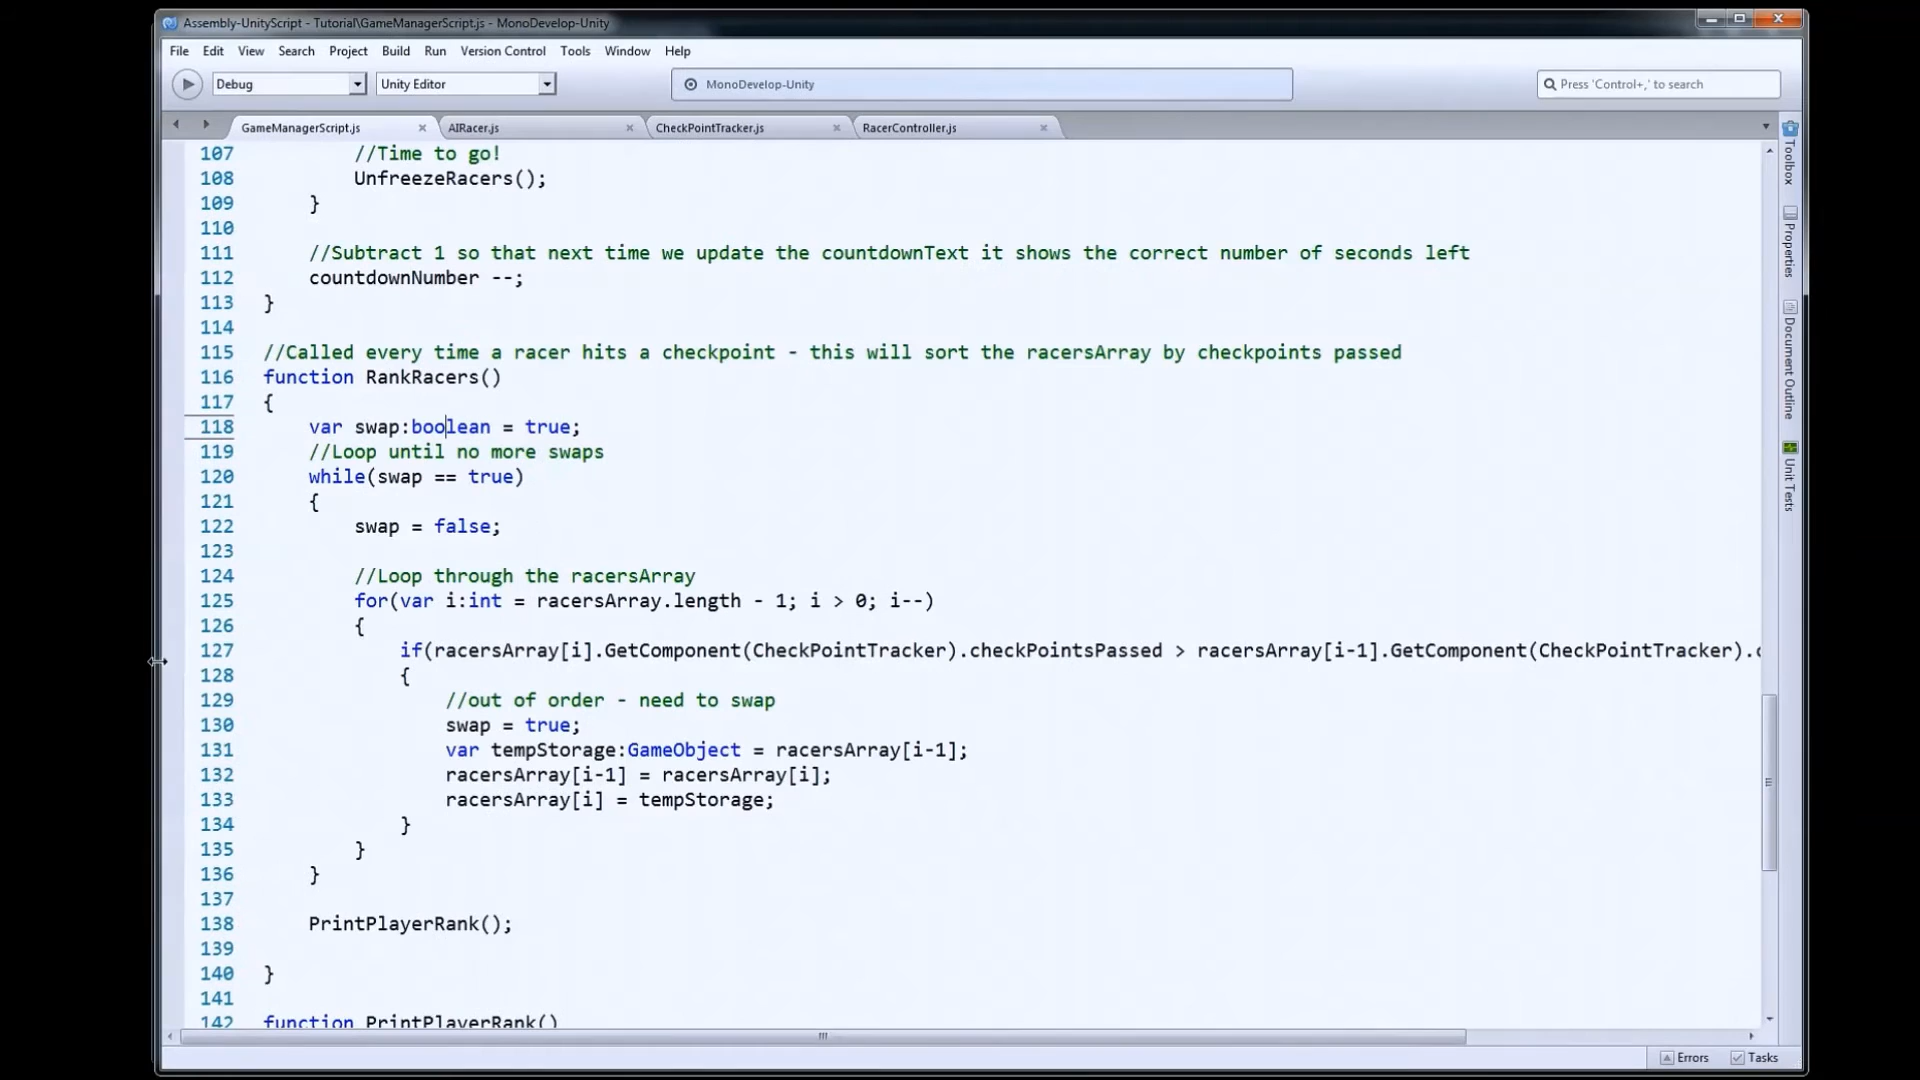 Assembly-UnityScript - Tutorial\GameManagerScript.js - MonoDevelop-Unity
File Edit View Search Project Build Run Version Control Tools Window Help
Debug Unity Editor MonoDevelop-Unity Press 'Control+,' to search
GameManagerScript.js AIRacer.js CheckPointTracker.js RacerController.js
107 //Time to go!
108 UnfreezeRacers();
109 }
110
111 //Subtract 1 so that next time we update the countdownText it shows the correct number of seconds left
112 countdownNumber --;
113 }
114
115 //Called every time a racer hits a checkpoint - this will sort the racersArray by checkpoints passed
116 function RankRacers()
117 {
118 var swap:boolean = true;
119 //Loop until no more swaps
120 while(swap == true)
121 {
122 swap = false;
123
124 //Loop through the racersArray
125 for(var i:int = racersArray.length - 1; i > 0; i--)
126 {
127 if(racersArray[i].GetComponent(CheckPointTracker).checkPointsPassed > racersArray[i-1].GetComponent(CheckPointTracker).c
128 {
129 //out of order - need to swap
130 swap = true;
131 var tempStorage:GameObject = racersArray[i-1];
132 racersArray[i-1] = racersArray[i];
133 racersArray[i] = tempStorage;
134 }
135 }
136 }
137
138 PrintPlayerRank();
139
140 }
141
142 function PrintPlayerRank()
Toolbox
Properties
Document Outline
Unit Tests
Errors Tasks